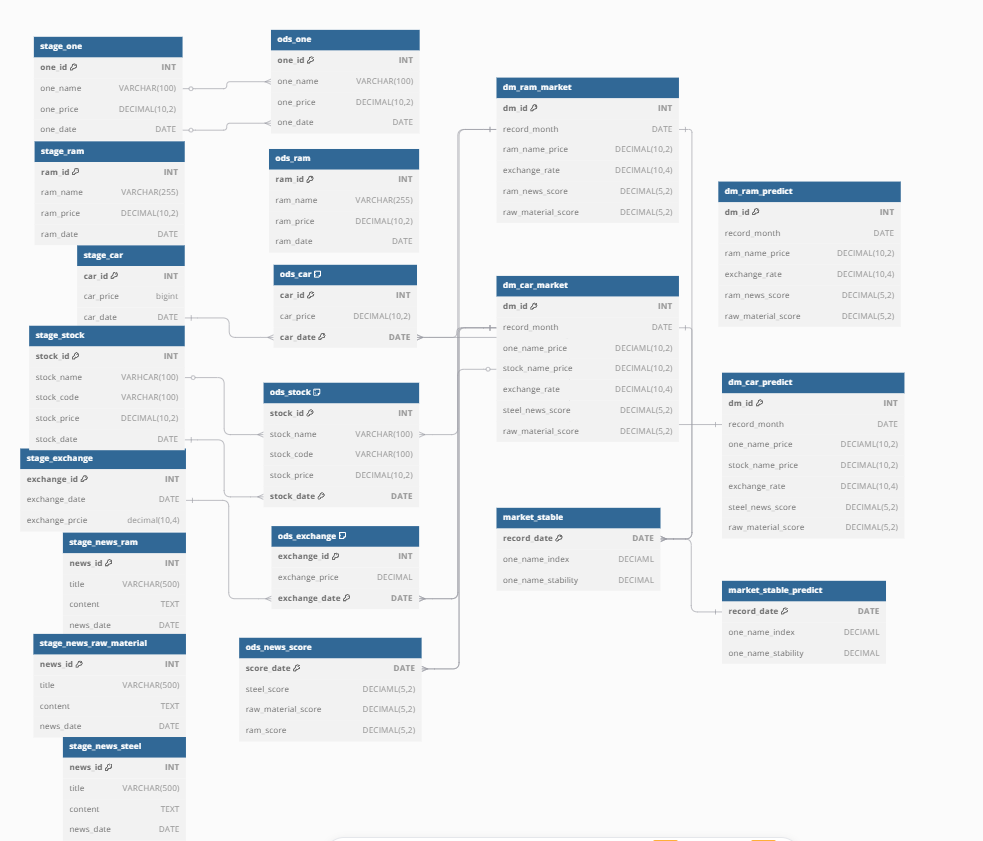 stage_one
one_id INT
one_name VARCHAR(100)
one_price DECIMAL(10,2)
one_date DATE
stage_ram
ram_id INT
ram_name VARCHAR(255)
ram_price DECIMAL(10,2)
ram_date DATE
stage_car
car_id INT
car_price bigint
car_date DATE
stage_stock
stock_id INT
stock_name VARHCAR(100)
stock_code VARCHAR(100)
stock_price DECIMAL(10,2)
stock_date DATE
stage_exchange
exchange_id INT
exchange_date DATE
exchange_prcie decimal(10,4)
stage_news_ram
news_id INT
title VARCHAR(500)
content TEXT
news_date DATE
stage_news_raw_material
news_id INT
title VARCHAR(500)
content TEXT
news_date DATE
stage_news_steel
news_id INT
title VARCHAR(500)
content TEXT
news_date DATE
ods_one
one_id INT
one_name VARCHAR(100)
one_price DECIMAL(10,2)
one_date DATE
ods_ram
ram_id INT
ram_name VARCHAR(255)
ram_price DECIMAL(10,2)
ram_date DATE
ods_car
car_id INT
car_price DECIMAL(10,2)
car_date DATE
ods_stock
stock_id INT
stock_name VARCHAR(100)
stock_code VARCHAR(100)
stock_price DECIMAL(10,2)
stock_date DATE
ods_exchange
exchange_id INT
exchange_price DECIMAL
exchange_date DATE
ods_news_score
score_date DATE
steel_score DECIAML(5,2)
raw_material_score DECIMAL(5,2)
ram_score DECIMAL(5,2)
dm_ram_market
dm_id INT
record_month DATE
ram_name_price DECIMAL(10,2)
exchange_rate DECIMAL(10,4)
ram_news_score DECIMAL(5,2)
raw_material_score DECIMAL(5,2)
dm_car_market
dm_id INT
record_month DATE
one_name_price DECIAML(10,2)
stock_name_price DECIMAL(10,2)
exchange_rate DECIMAL(10,4)
steel_news_score DECIMAL(5,2)
raw_material_score DECIMAL(5,2)
market_stable
record_date DATE
one_name_index DECIAML
one_name_stability DECIMAL
dm_ram_predict
dm_id INT
record_month DATE
ram_name_price DECIMAL(10,2)
exchange_rate DECIMAL(10,4)
ram_news_score DECIMAL(5,2)
raw_material_score DECIMAL(5,2)
dm_car_predict
dm_id INT
record_month DATE
one_name_price DECIAML(10,2)
stock_name_price DECIMAL(10,2)
exchange_rate DECIMAL(10,4)
steel_news_score DECIMAL(5,2)
raw_material_score DECIMAL(5,2)
market_stable_predict
record_date DATE
one_name_index DECIAML
one_name_stability DECIMAL